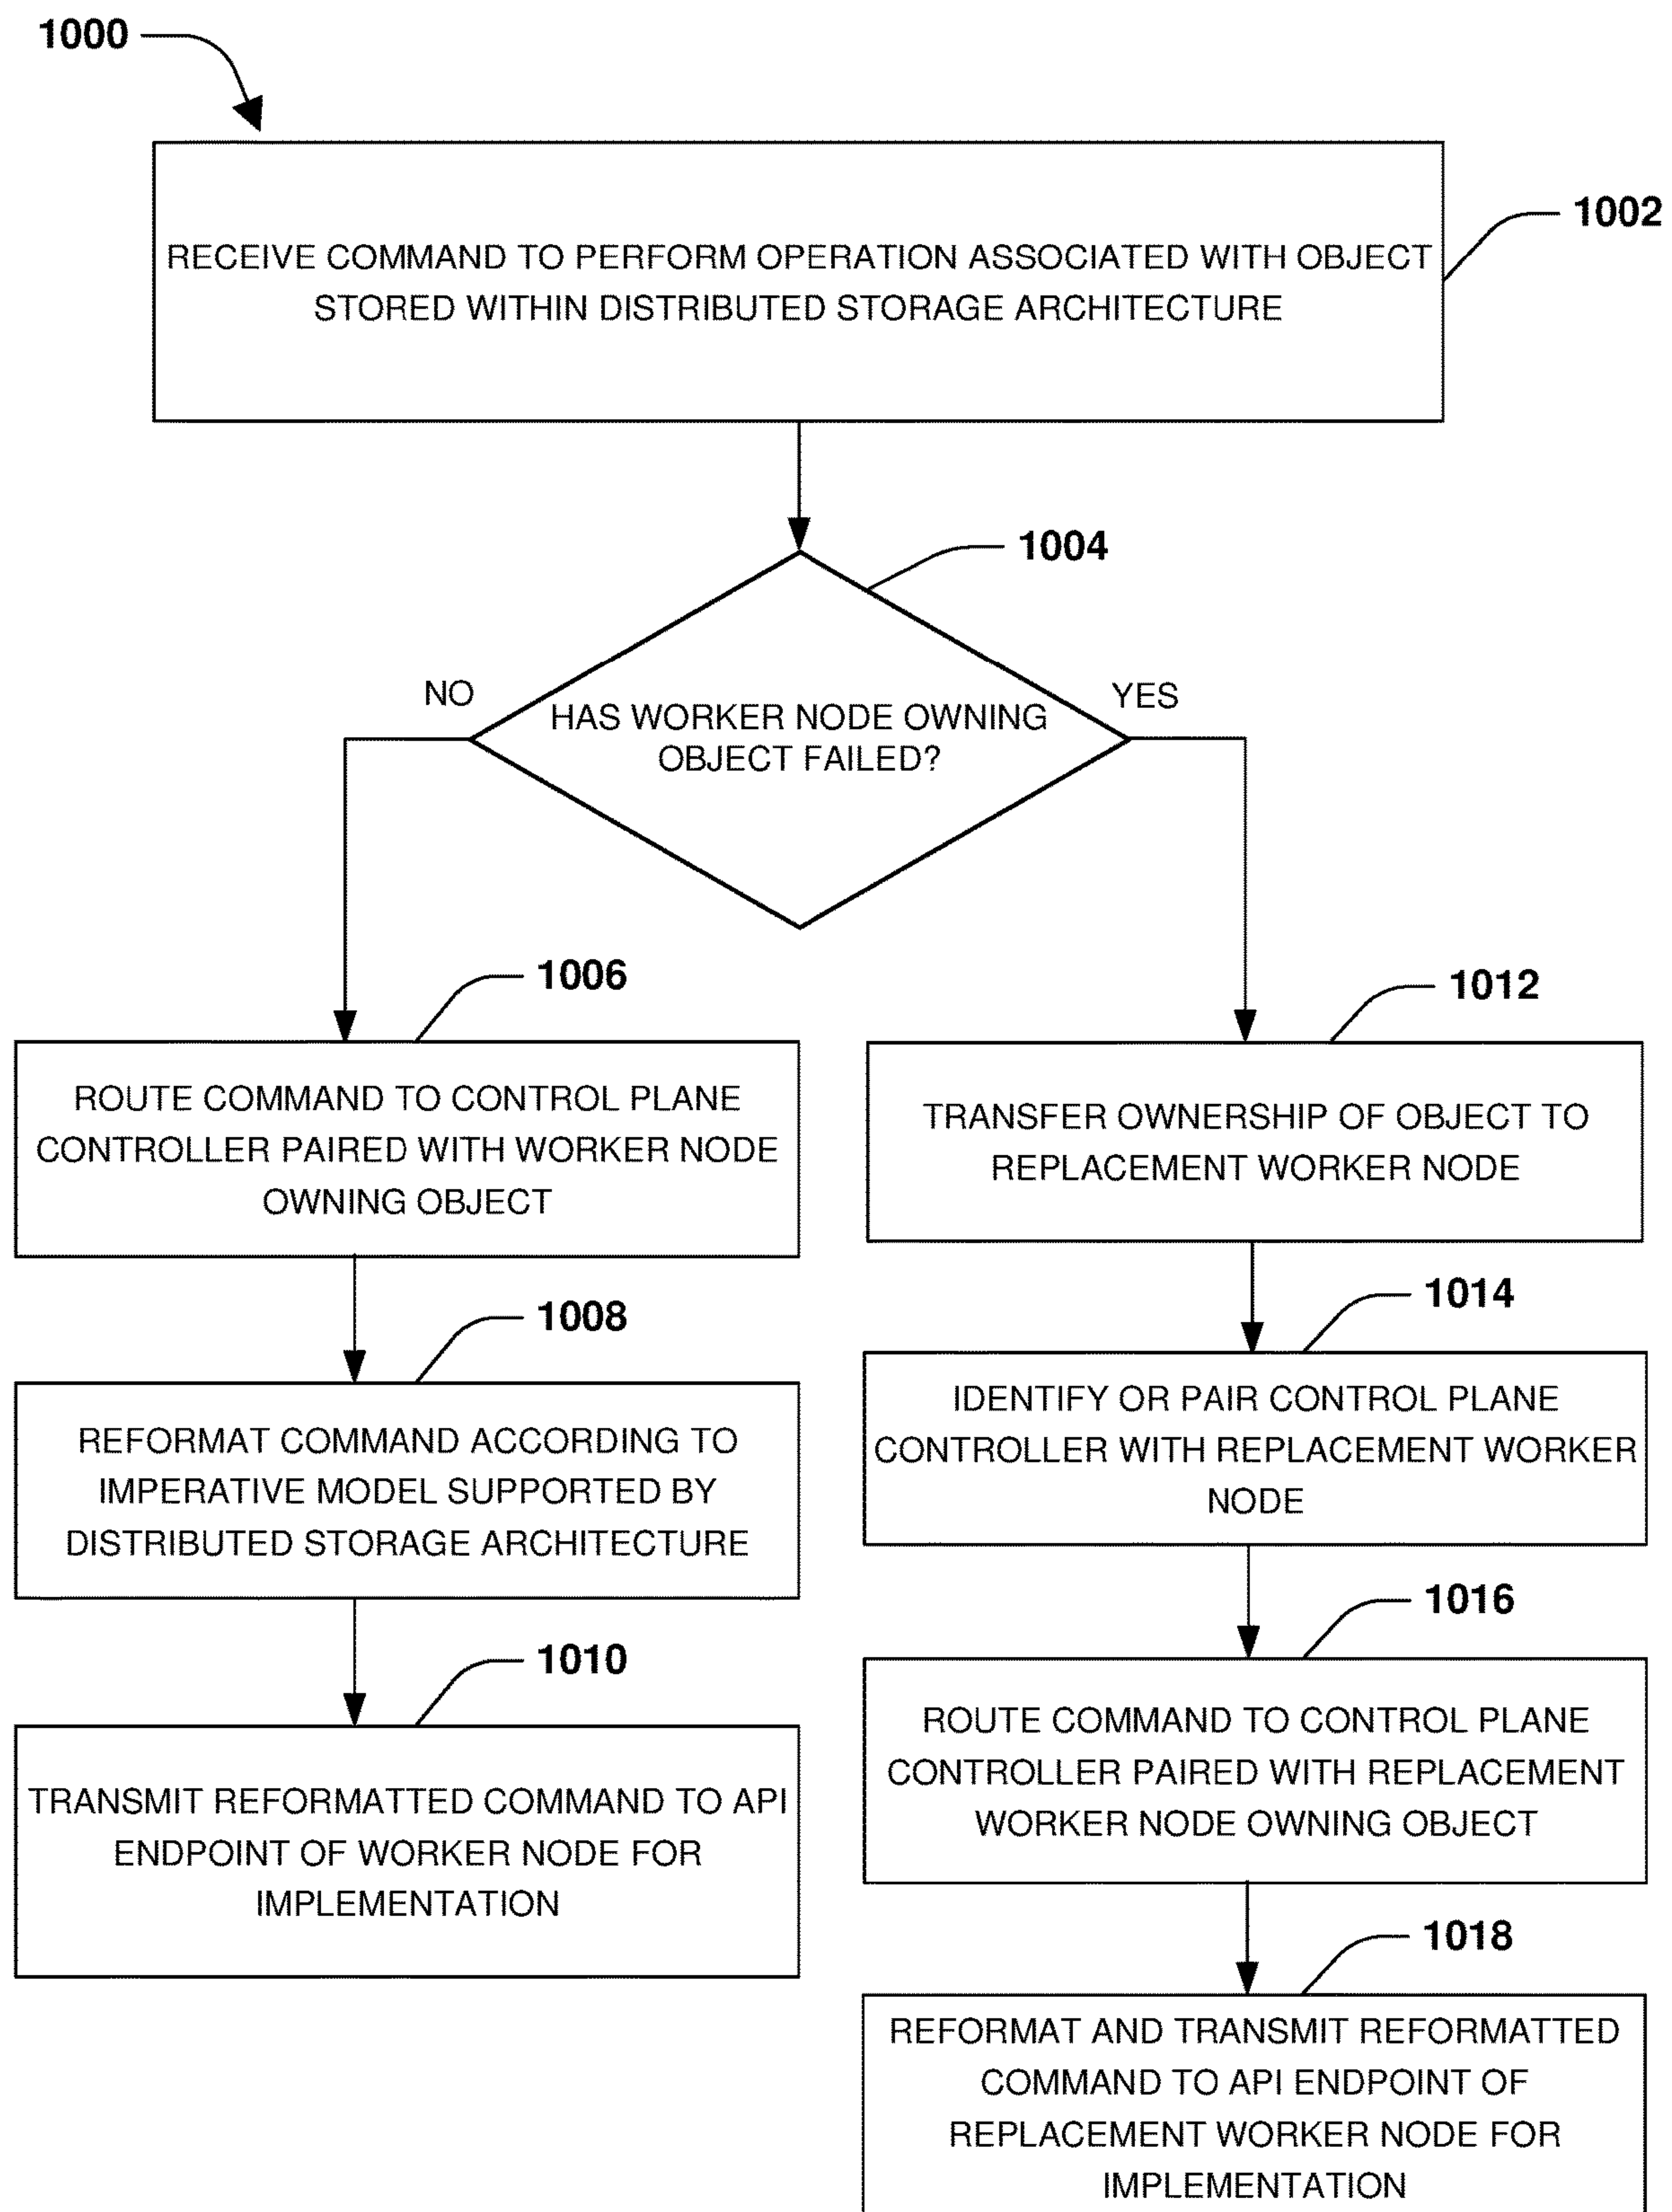 1000
1002
RECEIVE COMMAND TO PERFORM OPERATION ASSOCIATED WITH OBJECT
STORED WITHIN DISTRIBUTED STORAGE ARCHITECTURE
1004
NO
YES
HAS WORKER NODE OWNING
OBJECT FAILED?
1006
ROUTE COMMAND TO CONTROL PLANE
CONTROLLER PAIRED WITH WORKER NODE
OWNING OBJECT
1008
REFORMAT COMMAND ACCORDING TO
IMPERATIVE MODEL SUPPORTED BY
DISTRIBUTED STORAGE ARCHITECTURE
1010
TRANSMIT REFORMATTED COMMAND TO API
ENDPOINT OF WORKER NODE FOR
IMPLEMENTATION
1012
TRANSFER OWNERSHIP OF OBJECT TO
REPLACEMENT WORKER NODE
1014
IDENTIFY OR PAIR CONTROL PLANE
CONTROLLER WITH REPLACEMENT WORKER
NODE
1016
ROUTE COMMAND TO CONTROL PLANE
CONTROLLER PAIRED WITH REPLACEMENT
WORKER NODE OWNING OBJECT
1018
REFORMAT AND TRANSMIT REFORMATTED
COMMAND TO API ENDPOINT OF
REPLACEMENT WORKER NODE FOR
IMPLEMENTATION